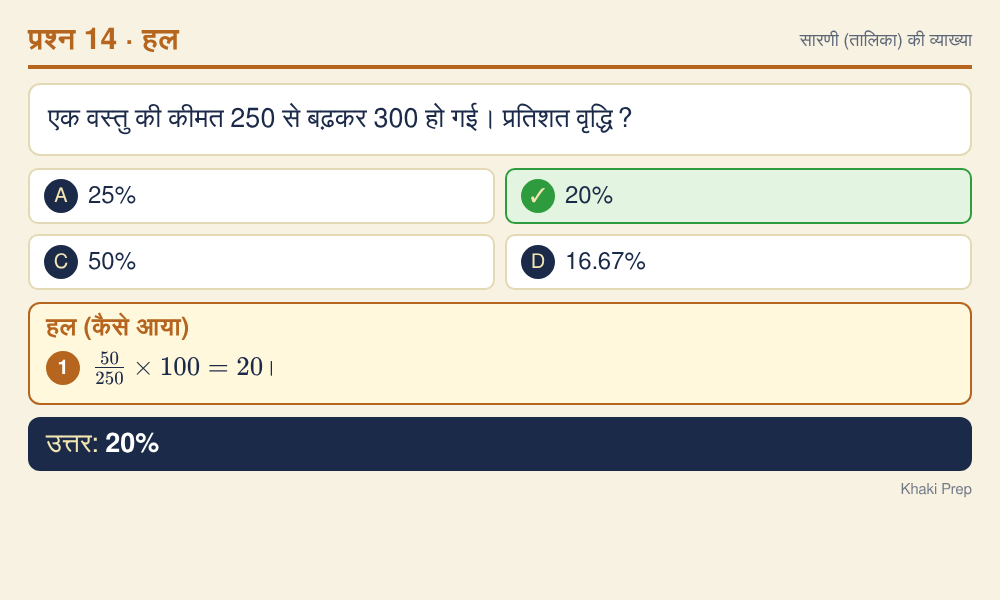 प्रश्न 14 · हल
सारणी (तालिका) की व्याख्या
एक वस्तु की कीमत 250 से बढ़कर 300 हो गई। प्रतिशत वृद्धि?
A 25%
✓ 20%
C 50%
D 16.67%
हल (कैसे आया)
1 50/250 × 100 = 20।
उत्तर: 20%
Khaki Prep